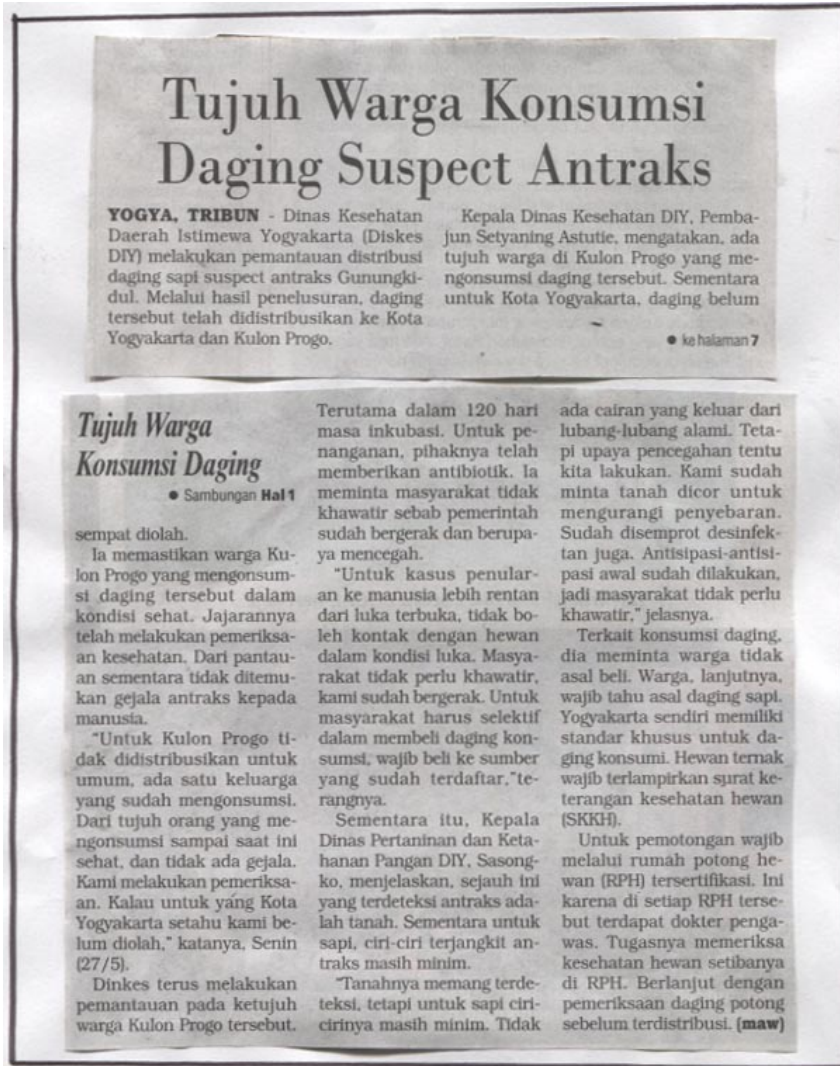 Tujuh Warga Konsumsi
Daging Suspect Antraks
YOGYA, TRIBUN - Dinas Kesehatan
Daerah Istimewa Yogyakarta (Diskes
DIY) melakukan pemantauan distribusi
daging sapi suspect antraks Gunungki-
dul. Melalui hasil penelusuran, daging
tersebut telah didistribusikan ke Kota
Yogyakarta dan Kulon Progo.
Kepala Dinas Kesehatan DIY, Pemba-
jun Setyaning Astutie, mengatakan, ada
tujuh warga di Kulon Progo yang me-
ngonsumsi daging tersebut. Sementara
untuk Kota Yogyakarta, daging belum
● ke halaman 7
Tujuh Warga
Konsumsi Daging
● Sambungan Hal 1
sempat diolah.
Ia memastikan warga Ku-
lon Progo yang mengonsum-
si daging tersebut dalam
kondisi sehat. Jajarannya
telah melakukan pemeriksa-
an kesehatan. Dari pantau-
an sementara tidak ditemu-
kan gejala antraks kepada
manusia.
"Untuk Kulon Progo ti-
dak didistribusikan untuk
umum, ada satu keluarga
yang sudah mengonsumsi.
Dari tujuh orang yang me-
ngonsumsi sampai saat ini
sehat, dan tidak ada gejala.
Kami melakukan pemeriksa-
an. Kalau untuk yang Kota
Yogyakarta setahu kami be-
lum diolah," katanya, Senin
(27/5).
Dinkes terus melakukan
pemantauan pada ketujuh
warga Kulon Progo tersebut.
Terutama dalam 120 hari
masa inkubasi. Untuk pe-
nanganan, pihaknya telah
memberikan antibiotik. Ia
meminta masyarakat tidak
khawatir sebab pemerintah
sudah bergerak dan berupa-
ya mencegah.
"Untuk kasus penular-
an ke manusia lebih rentan
dari luka terbuka, tidak bo-
leh kontak dengan hewan
dalam kondisi luka. Masya-
rakat tidak perlu khawatir,
kami sudah bergerak. Untuk
masyarakat harus selektif
dalam membeli daging kon-
sumsi, wajib beli ke sumber
yang sudah terdaftar,"te-
rangnya.
Sementara itu, Kepala
Dinas Pertaninan dan Keta-
hanan Pangan DIY, Sasong-
ko, menjelaskan, sejauh ini
yang terdeteksi antraks ada-
lah tanah. Sementara untuk
sapi, ciri-ciri terjangkit an-
traks masih minim.
"Tanahnya memang terde-
teksi, tetapi untuk sapi ciri-
cirinya masih minim. Tidak
ada cairan yang keluar dari
lubang-lubang alami. Teta-
pi upaya pencegahan tentu
kita lakukan. Kami sudah
minta tanah dicor untuk
mengurangi penyebaran.
Sudah disemprot desinfek-
tan juga. Antisipasi-antisi-
pasi awal sudah dilakukan,
jadi masyarakat tidak perlu
khawatir," jelasnya.
Terkait konsumsi daging,
dia meminta warga tidak
asal beli. Warga, lanjutnya,
wajib tahu asal daging sapi.
Yogyakarta sendiri memiliki
standar khusus untuk da-
ging konsumi. Hewan ternak
wajib terlampirkan surat ke-
terangan kesehatan hewan
(SKKH).
Untuk pemotongan wajib
melalui rumah potong he-
wan (RPH) tersertifikasi. Ini
karena di setiap RPH terse-
but terdapat dokter penga-
was. Tugasnya memeriksa
kesehatan hewan setibanya
di RPH. Berlanjut dengan
pemeriksaan daging potong
sebelum terdistribusi. (maw)